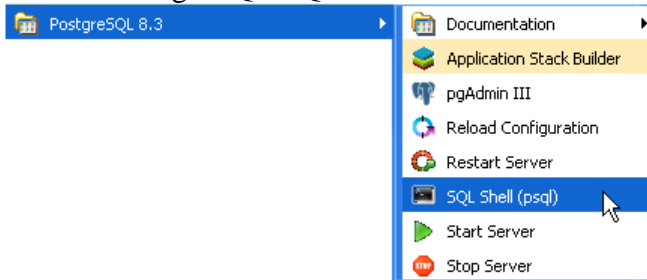 PostgreSQL 8.3
Documentation
Application Stack Builder
pgAdmin III
Reload Configuration
Restart Server
SQL Shell (psql)
Start Server
STOP Stop Server